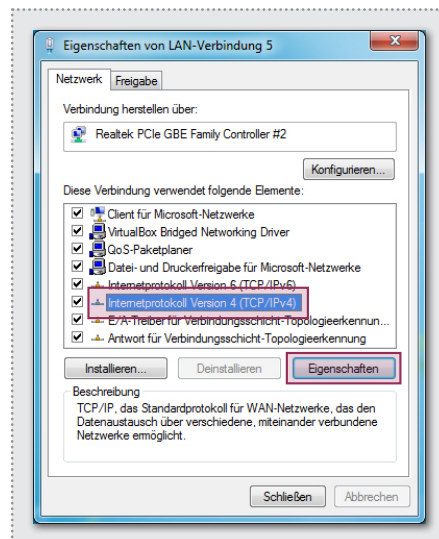 Eigenschaften von LAN-Verbindung 5
Netzwerk Freigabe
Verbindung herstellen über:
Realtek PCIe GBE Family Controller #2
Konfigurieren...
Diese Verbindung verwendet folgende Elemente:
Client für Microsoft-Netzwerke
VirtualBox Bridged Networking Driver
QoS-Paketplaner
Datei- und Druckerfreigabe für Microsoft-Netzwerke
Internetprotokoll Version 6 (TCP/IPv6)
Internetprotokoll Version 4 (TCP/IPv4)
E/A-Treiber für Verbindungsschicht-Topologieerkennun...
Antwort für Verbindungsschicht-Topologieerkennung
Installieren... Deinstallieren Eigenschaften
Beschreibung
TCP/IP, das Standardprotokoll für WAN-Netzwerke, das den
Datenaustausch über verschiedene, miteinander verbundene
Netzwerke ermöglicht.
Schließen Abbrechen